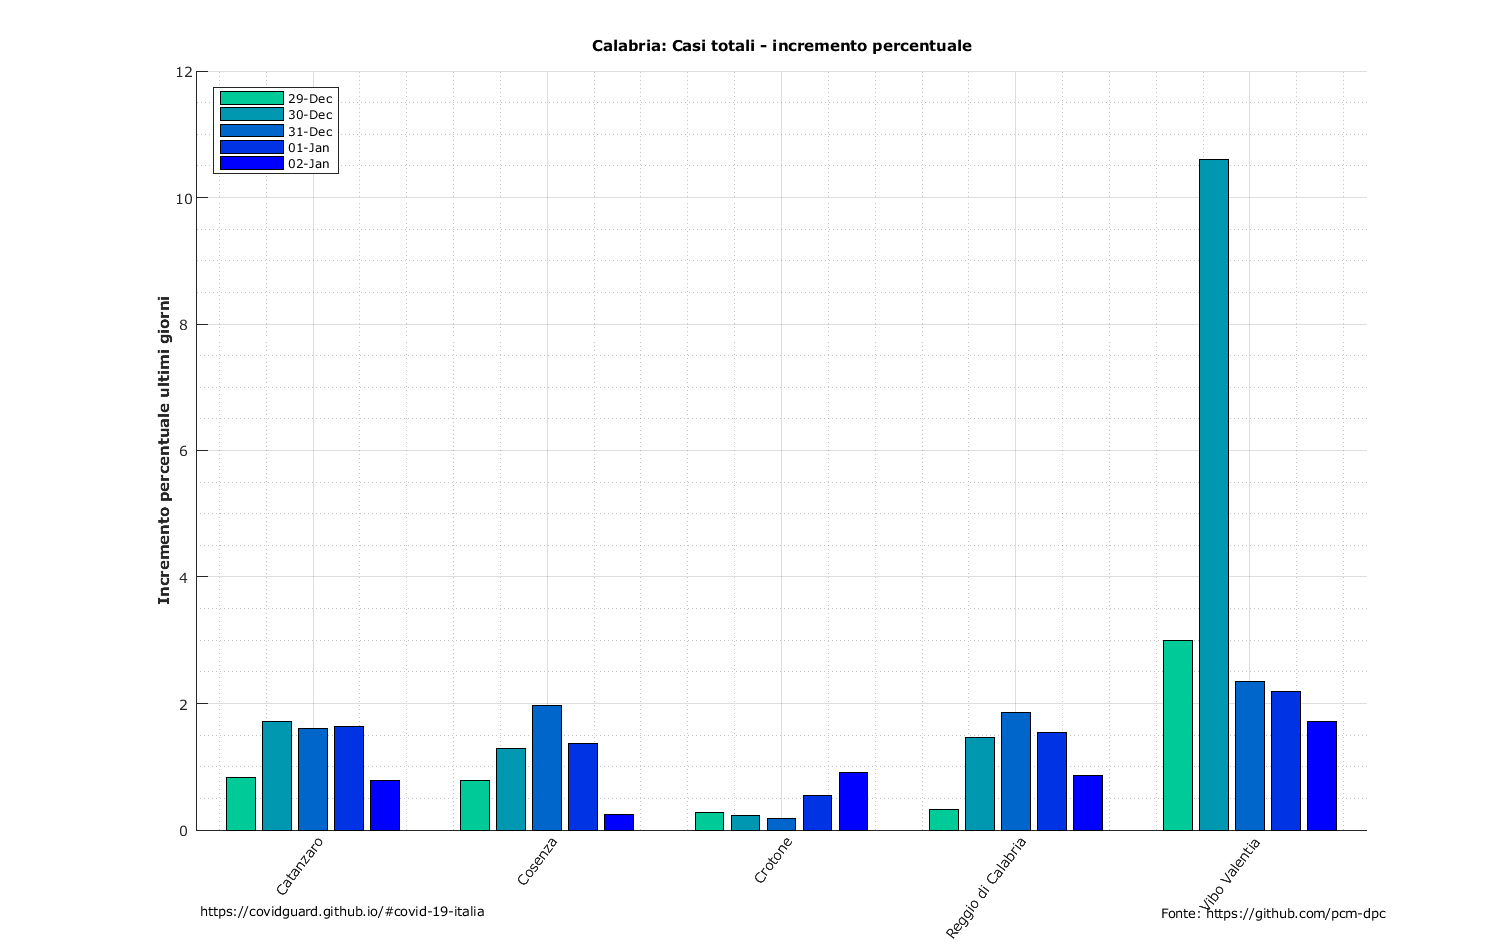 Calabria: Casi totali - incremento percentuale
12
10
8
6
4
2
0
Incremento percentuale ultimi giorni
29-Dec
30-Dec
31-Dec
01-Jan
02-Jan
Catanzaro
Cosenza
Crotone
Reggio di Calabria
Vibo Valentia
https://covidguard.github.io/#covid-19-italia
Fonte: https://github.com/pcm-dpc